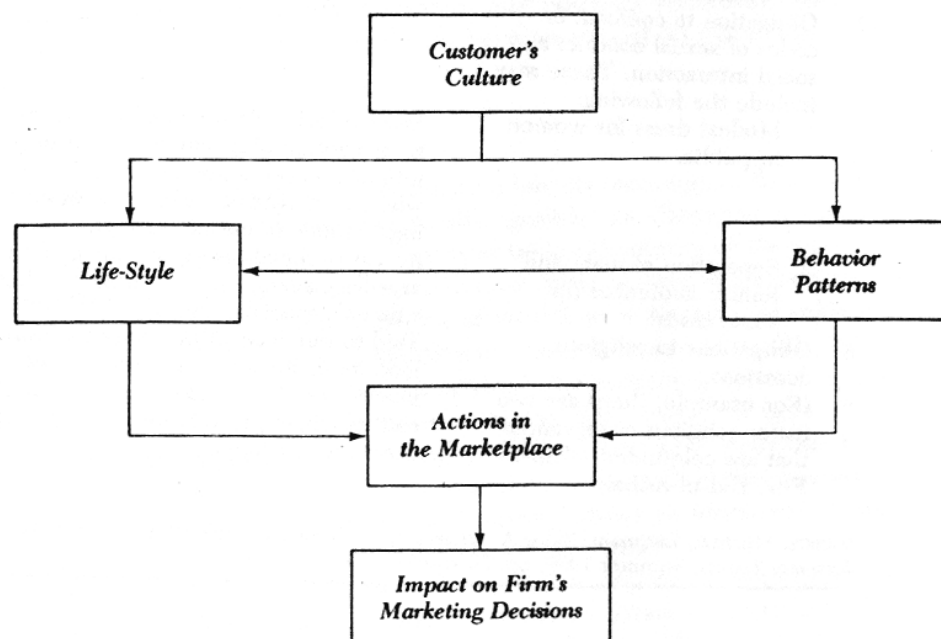 Customer's
Culture
Life-Style
Behavior
Patterns
Actions in
the Marketplace
Impact on Firm's
Marketing Decisions